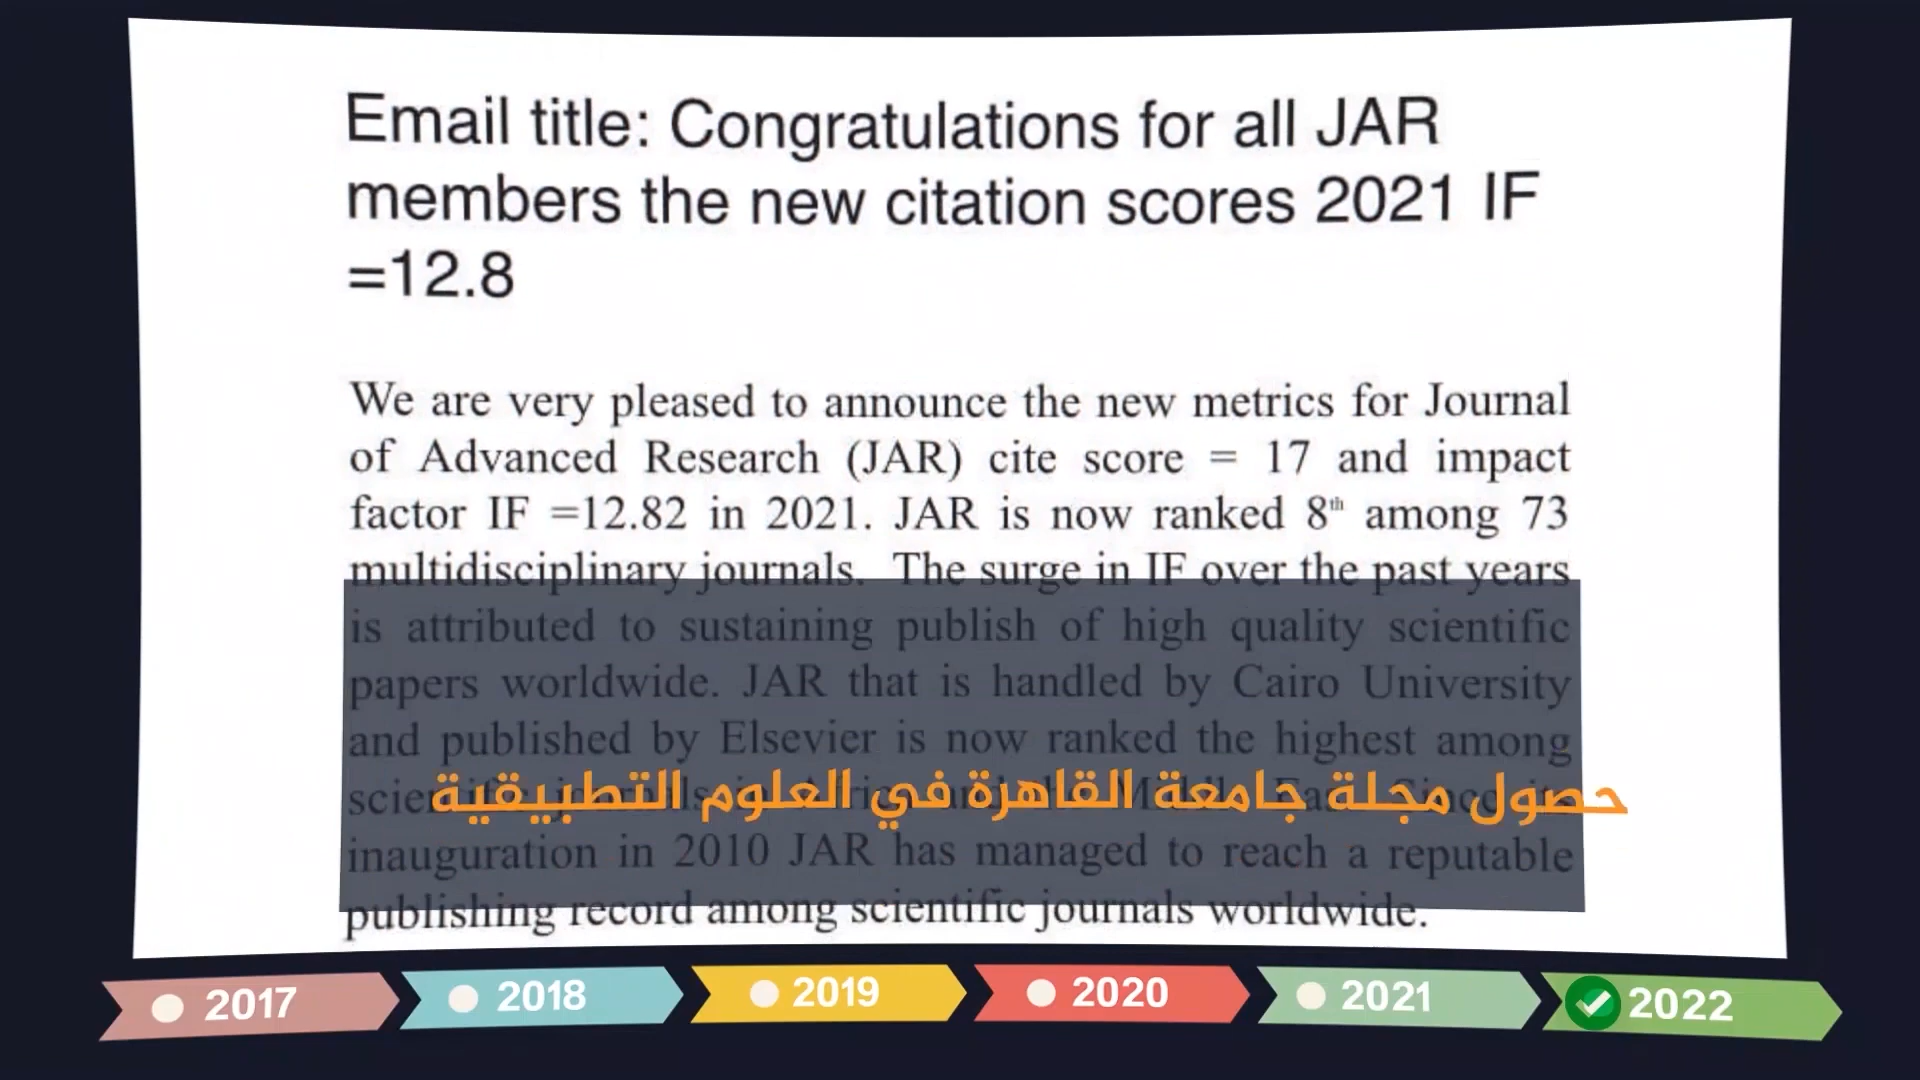 Email title: Congratulations for all JAR
members the new citation scores 2021 IF
=12.8
We are very pleased to announce the new metrics for Journal
of Advanced Research (JAR) cite score = 17 and impact
factor IF =12.82 in 2021. JAR is now ranked 8th among 73
multidisciplinary journals. The surge in IF over the past years
is attributed to sustaining publish of high quality scientific
papers worldwide. JAR that is handled by Cairo University
and published by Elsevier is now ranked the highest among
حصول مجلة جامعة القاهرة في العلوم التطبيقية
inauguration in 2010 JAR has managed to reach a reputable
publishing record among scientific journals worldwide.
2017 2018 2019 2020 2021 2022